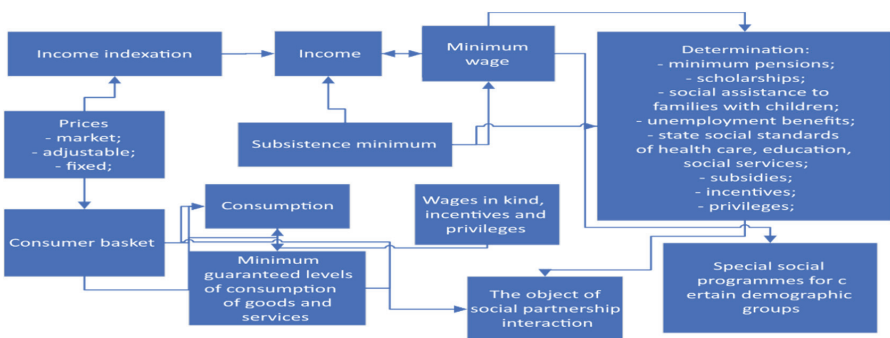 Income indexation
Income
Minimum
wage
Determination:
- minimum pensions;
- scholarships;
- social assistance to
families with children;
- unemployment benefits;
- state social standards
of health care, education,
social services;
- subsidies;
- incentives;
- privileges;
Prices
- market;
- adjustable;
- fixed;
Subsistence minimum
Consumption
Wages in kind,
incentives and
privileges
Consumer basket
Minimum
guaranteed levels
of consumption
of goods and
services
The object of
social partnership
interaction
Special social
programmes for c
ertain demographic
groups